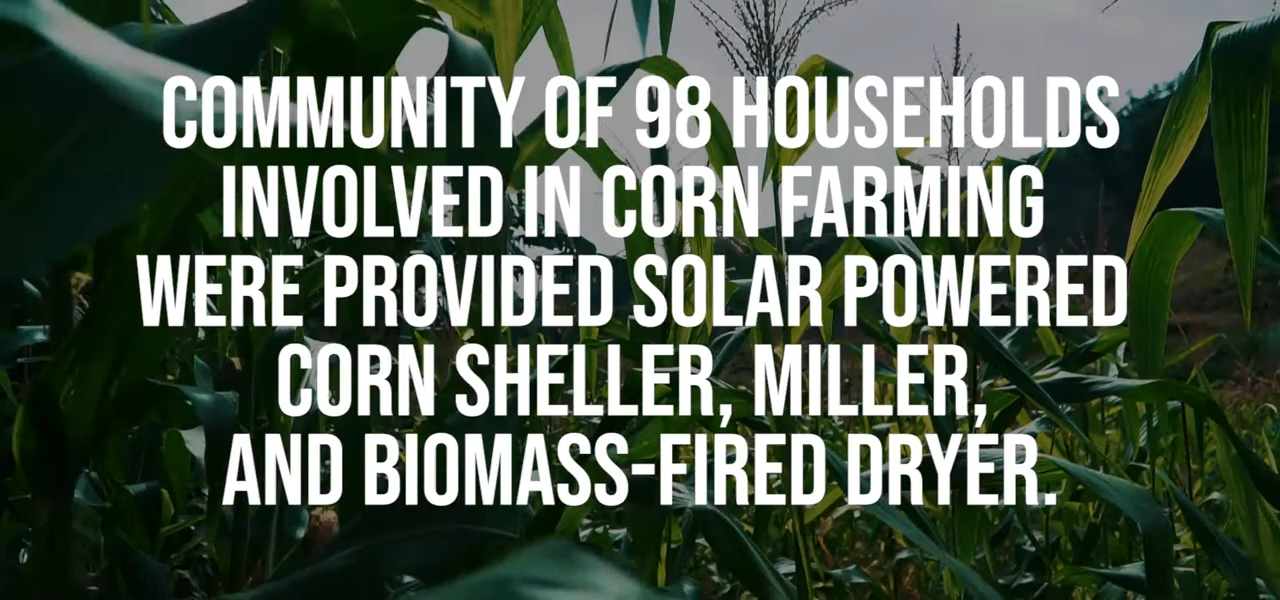 COMMUNITY OF 98 HOUSEHOLDS
INVOLVED IN CORN FARMING
WERE PROVIDED SOLAR POWERED
CORN SHELLER, MILLER,
AND BIOMASS-FIRED DRYER.